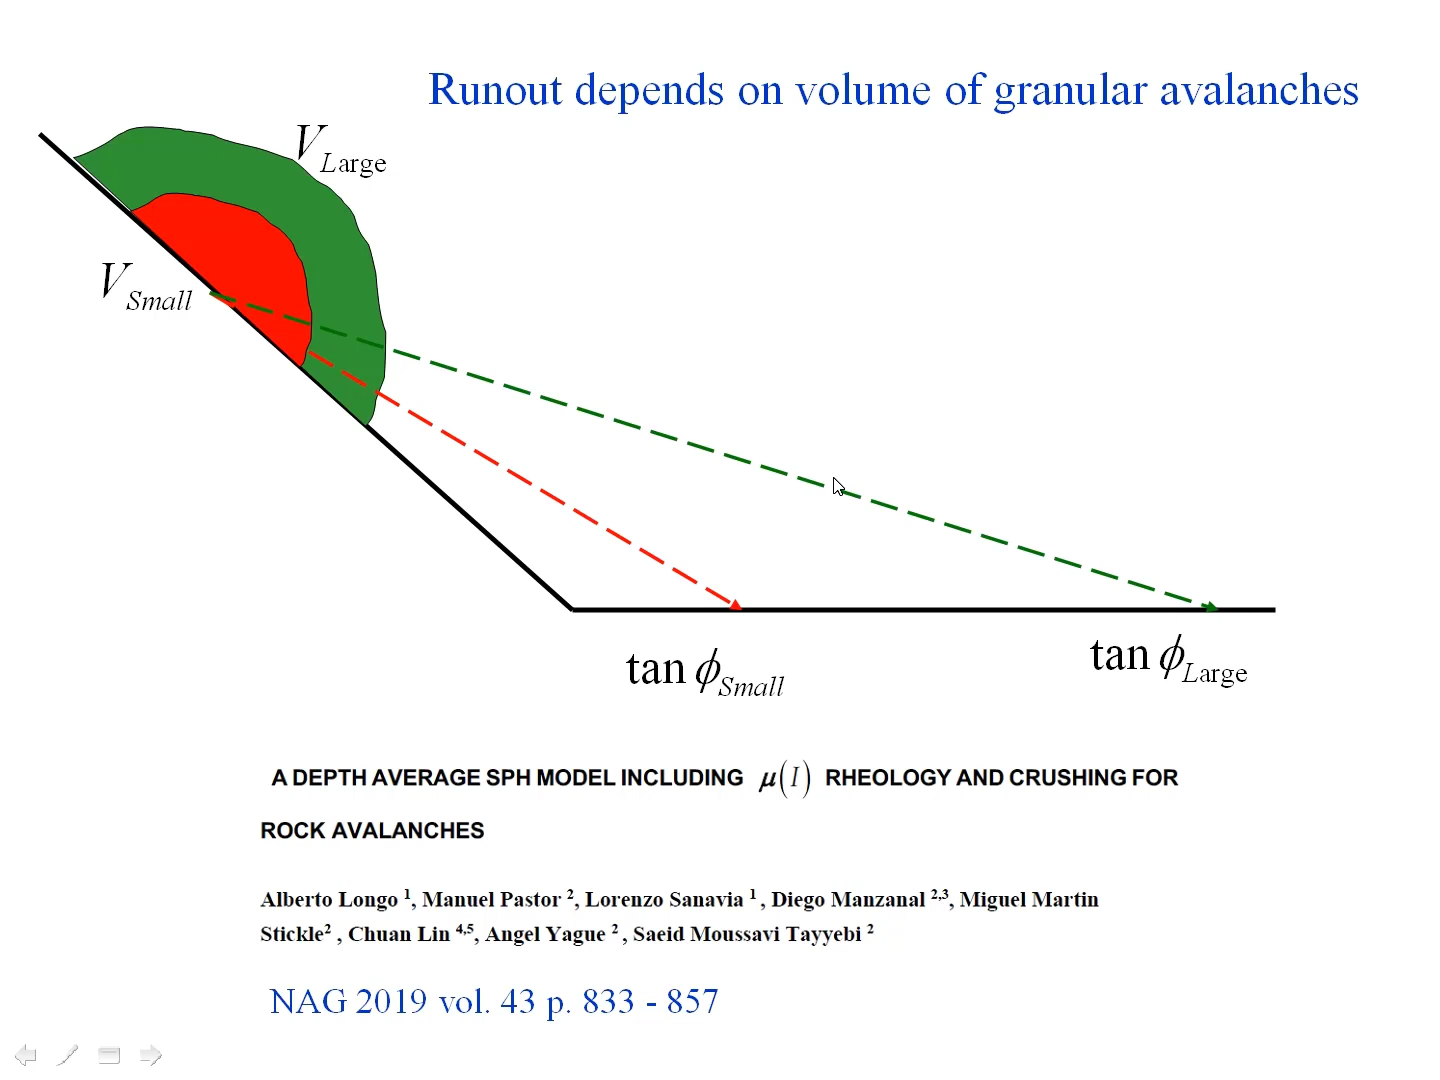 Runout depends on volume of granular avalanches
V Large
V Small
tan ϕ Small
tan ϕ Large
A DEPTH AVERAGE SPH MODEL INCLUDING μ(I) RHEOLOGY AND CRUSHING FOR
ROCK AVALANCHES
Alberto Longo 1, Manuel Pastor 2, Lorenzo Sanavia 1 , Diego Manzanal 2,3, Miguel Martin
Stickle2 , Chuan Lin 4,5, Angel Yague 2 , Saeid Moussavi Tayyebi 2
NAG 2019 vol. 43 p. 833 - 857